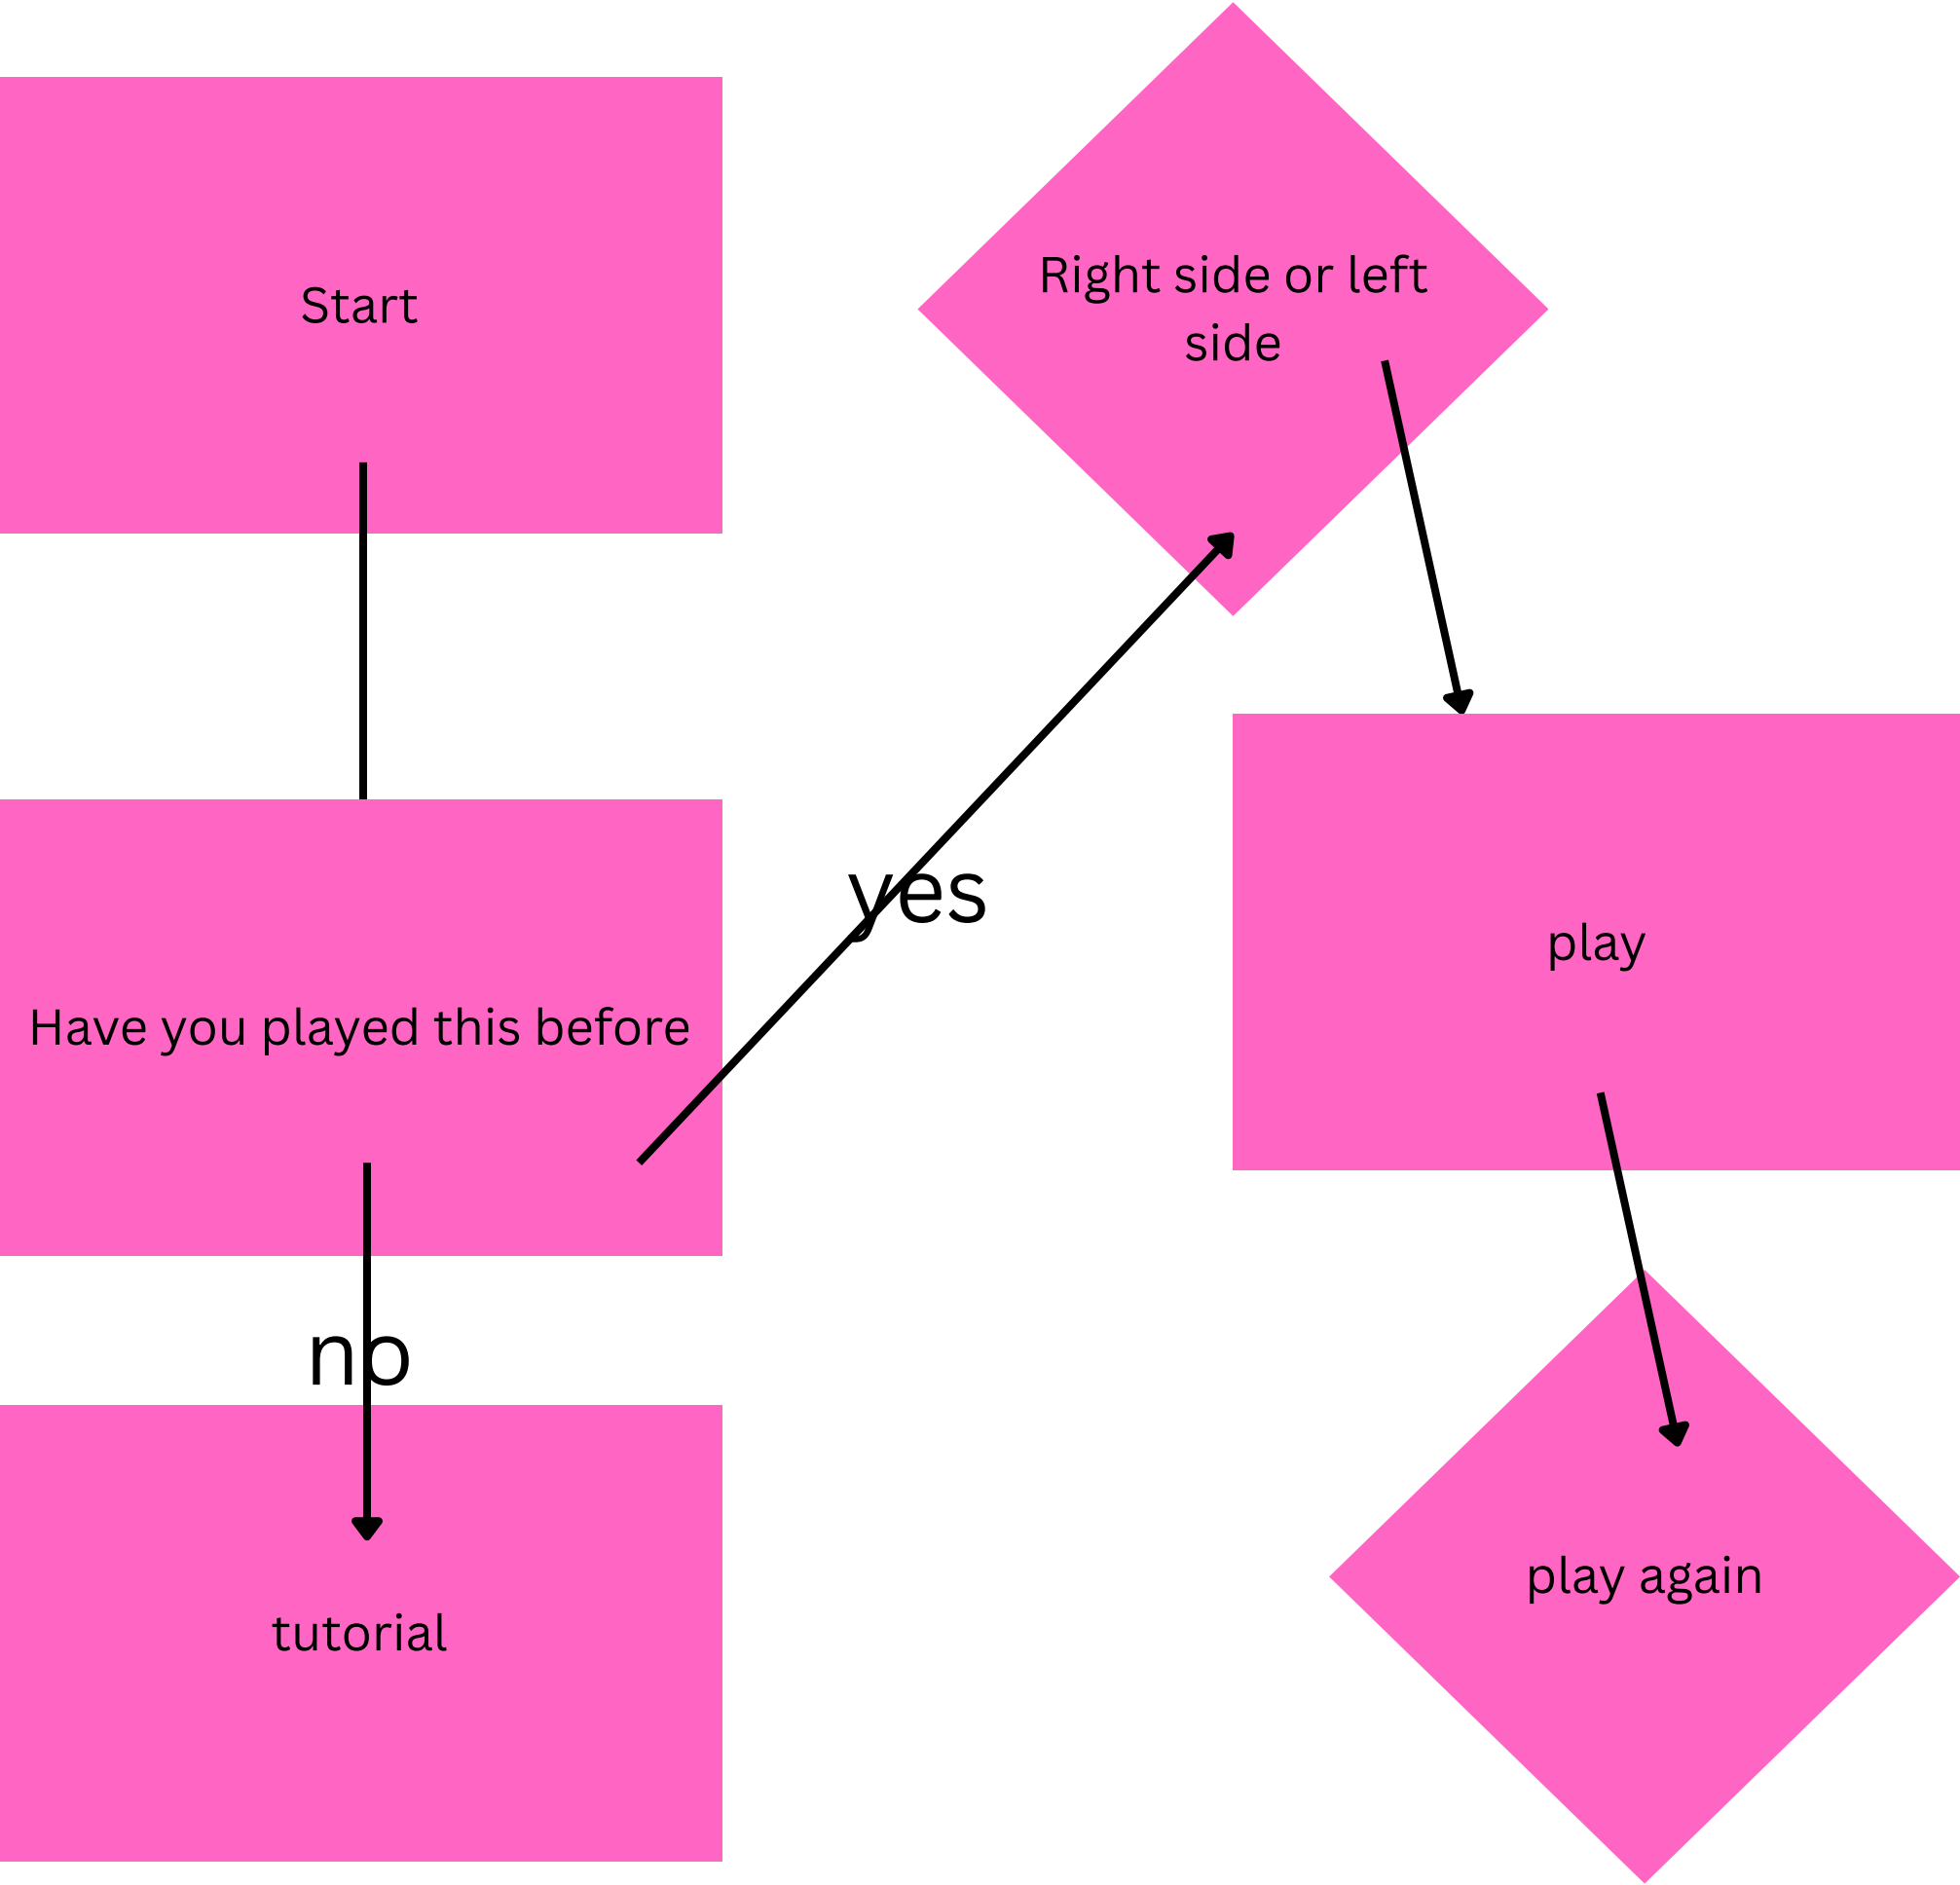 Start
Have you played this before
no
tutorial
yes
Right side or left
side
play
play again